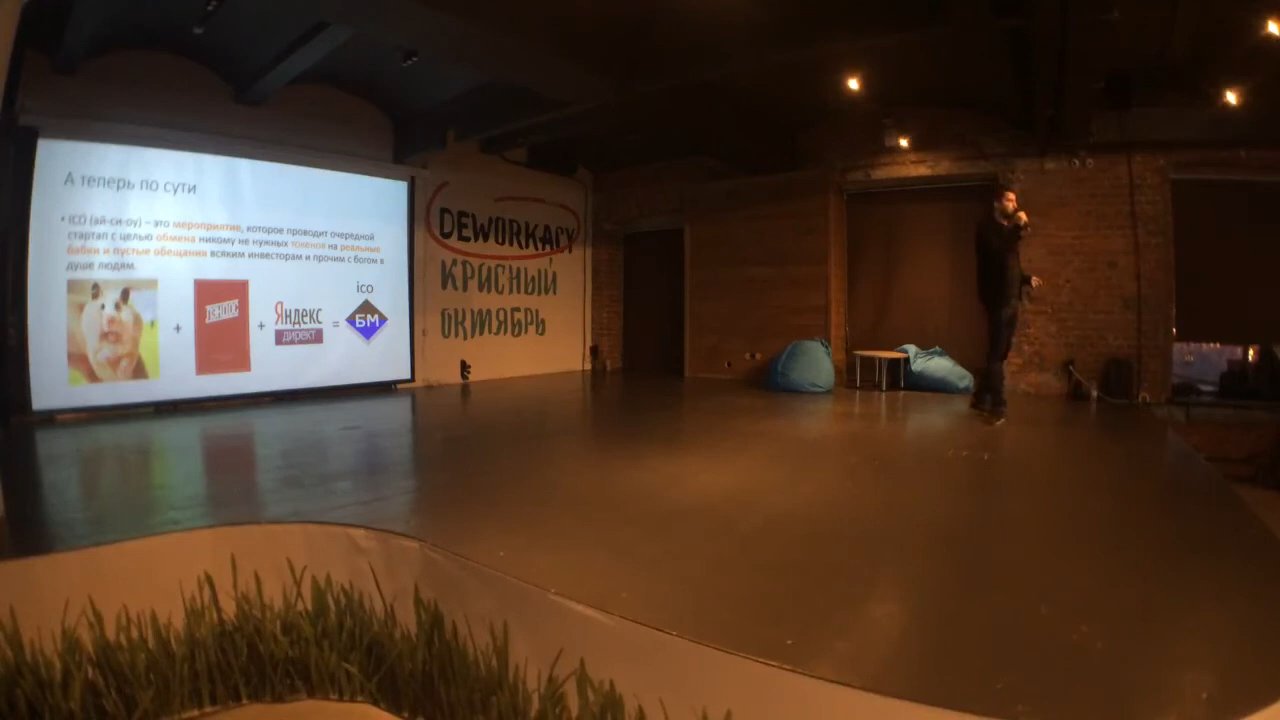 А теперь по сути
• ICO (ай-си-оу) – это мероприятие, которое проводит очередной
стартап с целью обмена никому не нужных токенов на реальные
бабки и пустые обещания всяким инвесторам и прочим с богом в
душе людям.
+
+
Яндекс
директ
=
ico
БМ
DEWORKACY
КРАСНЫЙ
ОКТЯБРЬ